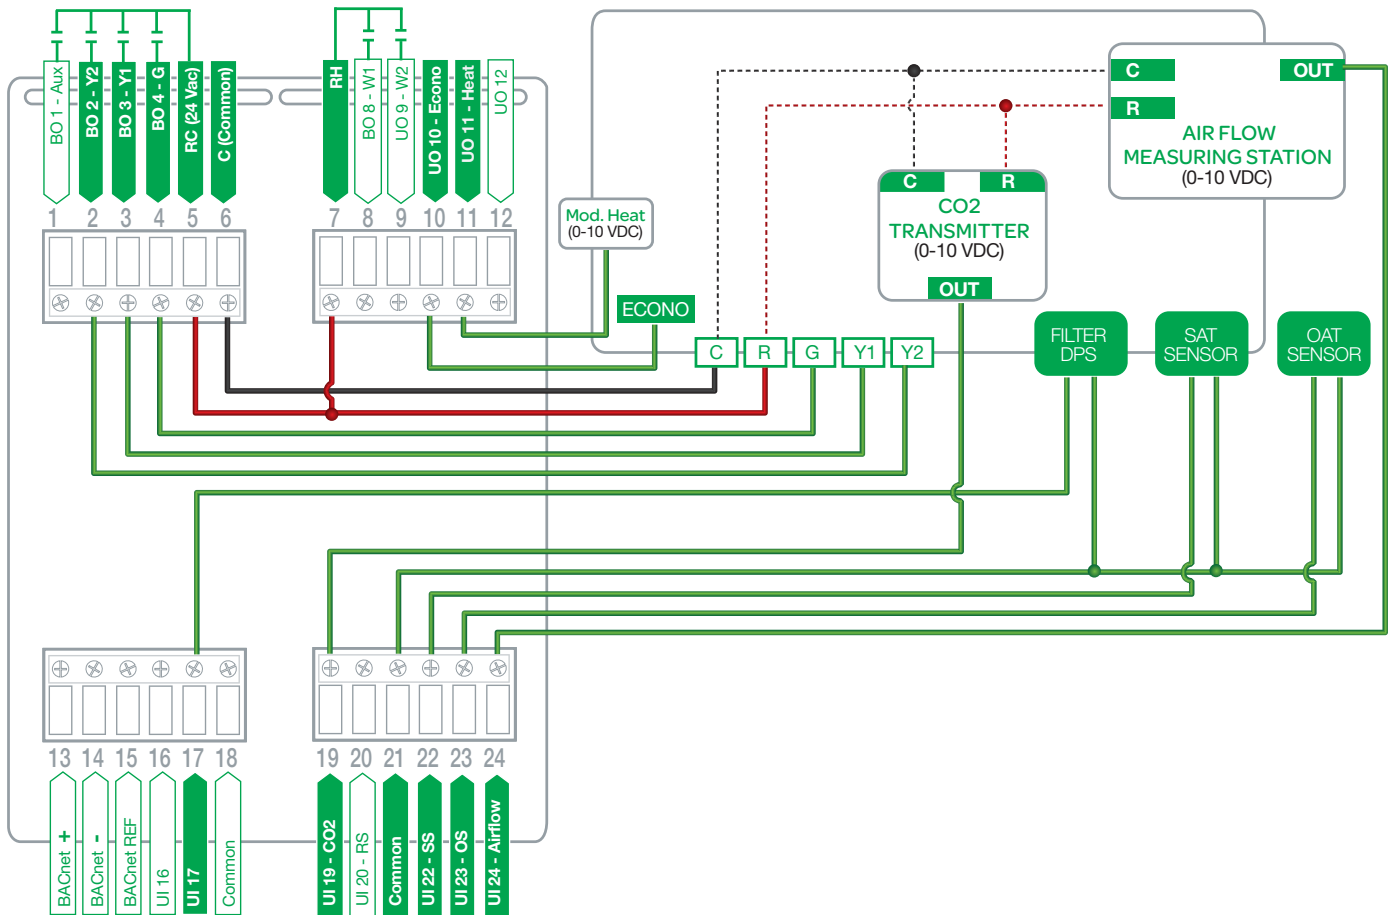 BO 1 - Aux
BO 2 - Y2
BO 3 - Y1
BO 4 - G
RC (24 Vac)
C (Common)
RH
BO 8 - W1
UO 9 - W2
UO 10 - Econo
UO 11 - Heat
UO 12
1
2
3
4
5
6
7
8
9
10
11
12
Mod. Heat
(0-10 VDC)
ECONO
C
R
G
Y1
Y2
C
R
OUT
AIR FLOW
MEASURING STATION
(0-10 VDC)
C
R
CO2
TRANSMITTER
(0-10 VDC)
OUT
FILTER
DPS
SAT
SENSOR
OAT
SENSOR
13
14
15
16
17
18
19
20
21
22
23
24
BACnet +
BACnet -
BACnet REF
UI 16
UI 17
Common
UI 19 - CO2
UI 20 - RS
Common
UI 22 - SS
UI 23 - OS
UI 24 - Airflow